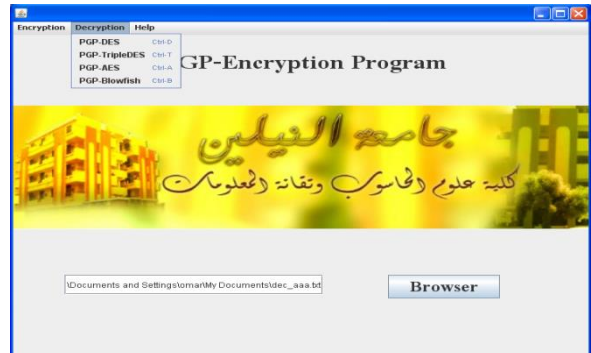 Encryption Decryption Help
PGP-DES Ctrl-D
PGP-TripleDES Ctrl-T
PGP-AES Ctrl-A
PGP-Blowfish Ctrl-B
GP-Encryption Program
جامعة النيلين
كلية علوم الحاسوب وتقانة المعلومات
\Documents and Settings\omar\My Documents\dec_aaa.txt
Browser